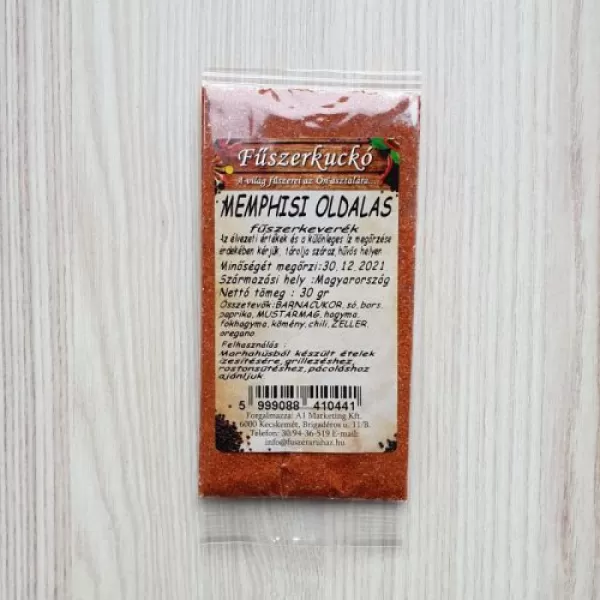 Fűszerkuckó
A világ fűszerei az Ön asztalára...
MEMPHISI OLDALAS
fűszerkeverék
Az élvezeti értékek és a különleges íz megőrzése
érdekében kérjük, tárolja száraz, hűvös helyen
Minőségét megőrzi:30.12.2021
Származási hely :Magyarország
Nettó tömeg : 30 gr
Összetevők:BARNACUKOR, só, bors,
paprika, MUSTÁRMAG, hagyma,
fokhagyma, kömény, chili, ZELLER,
oregano
Felhasználás :
Marhahúsból készült ételek
ízesítésére, grillezéshez,
rostonsütéshez, pácoláshoz
ajánljuk
5 999088 410441
Forgalmazza: A1 Marketing Kft.
6000 Kecskemét, Brigadéros u. 11/B.
Telefon: 30/94-36-519 E-mail:
info@fuszeraruhaz.hu